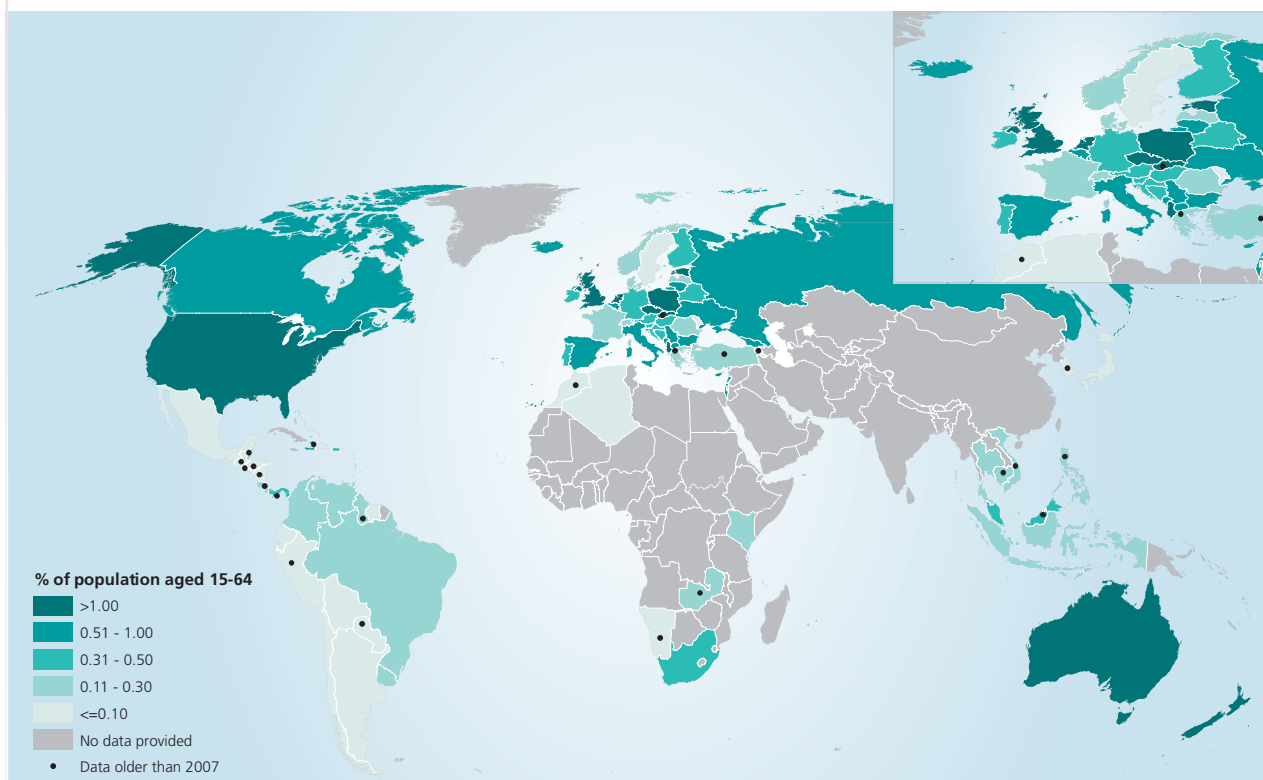 % of population aged 15-64
>1.00
0.51 - 1.00
0.31 - 0.50
0.11 - 0.30
<=0.10
No data provided
Data older than 2007